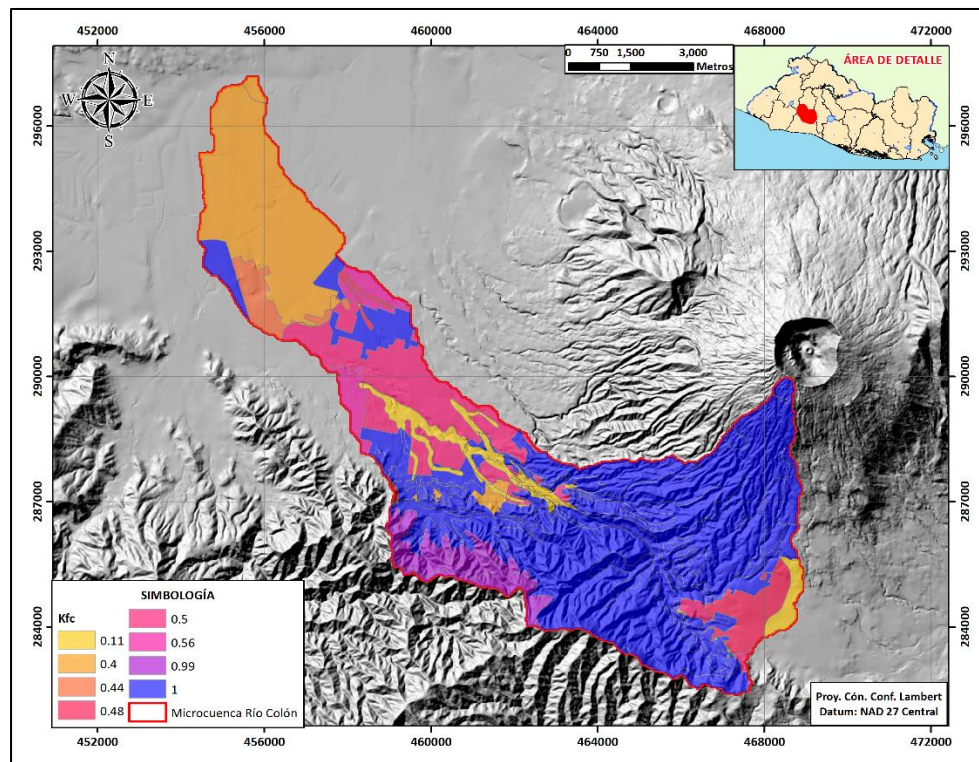 452000 456000 460000 464000 468000 472000
0 750 1,500 3,000
Metros
ÁREA DE DETALLE
N
W E
S
296000 296000
293000 293000
290000 290000
287000 287000
284000 284000
SIMBOLOGÍA
Kfc
0.11
0.4
0.44
0.48
0.5
0.56
0.99
1
Microcuenca Río Colón
Proy. Cón. Conf. Lambert
Datum: NAD 27 Central
452000 456000 460000 464000 468000 472000